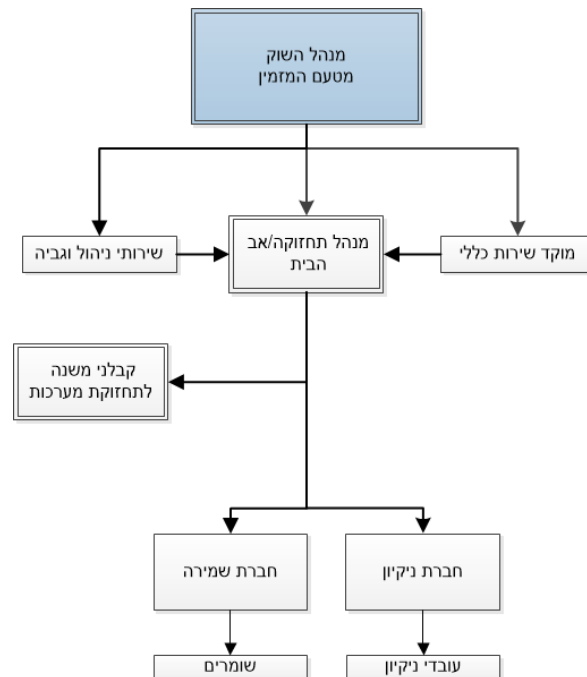 מנהל השוק
מטעם המזמין
מוקד שירות כללי
מנהל תחזוקה/אב
הבית
שירותי ניהול וגביה
קבלני משנה
לתחזוקת מערכות
חברת ניקיון
חברת שמירה
עובדי ניקיון
שומרים